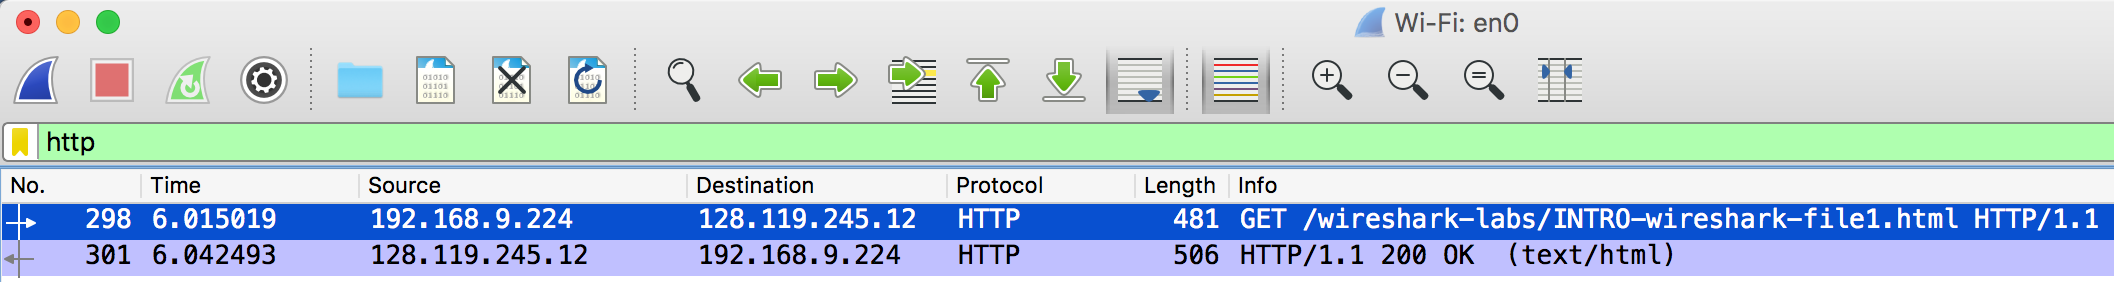 Wi-Fi: en0
http
No. Time Source Destination Protocol Length Info
298 6.015019 192.168.9.224 128.119.245.12 HTTP 481 GET /wireshark-labs/INTRO-wireshark-file1.html HTTP/1.1
301 6.042493 128.119.245.12 192.168.9.224 HTTP 506 HTTP/1.1 200 OK (text/html)